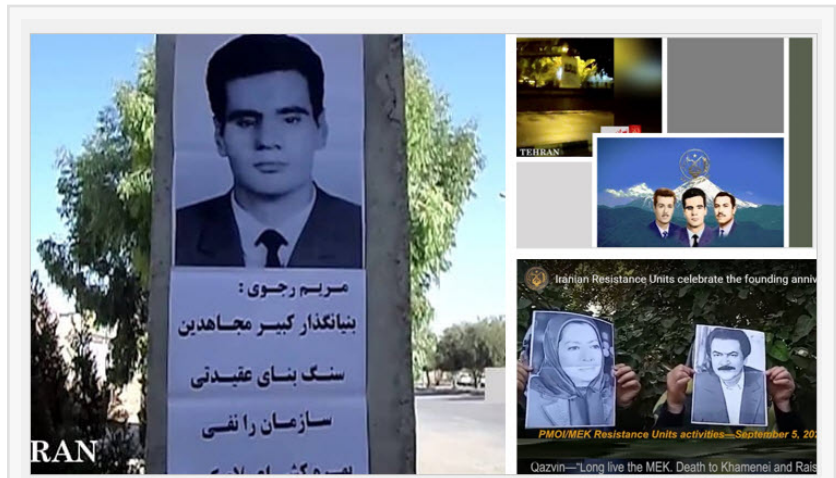 مریم رجوی :
بنیانگذار کبیر مجاهدین
سنگ بنای عقیدتی
سازمان را نفی
RAN
TEHRAN
Iranian Resistance Units celebrate the founding anniv
PMOI/MEK Resistance Units activities—September 5, 20
Qazvin—“Long live the MEK. Death to Khamenei and Rais